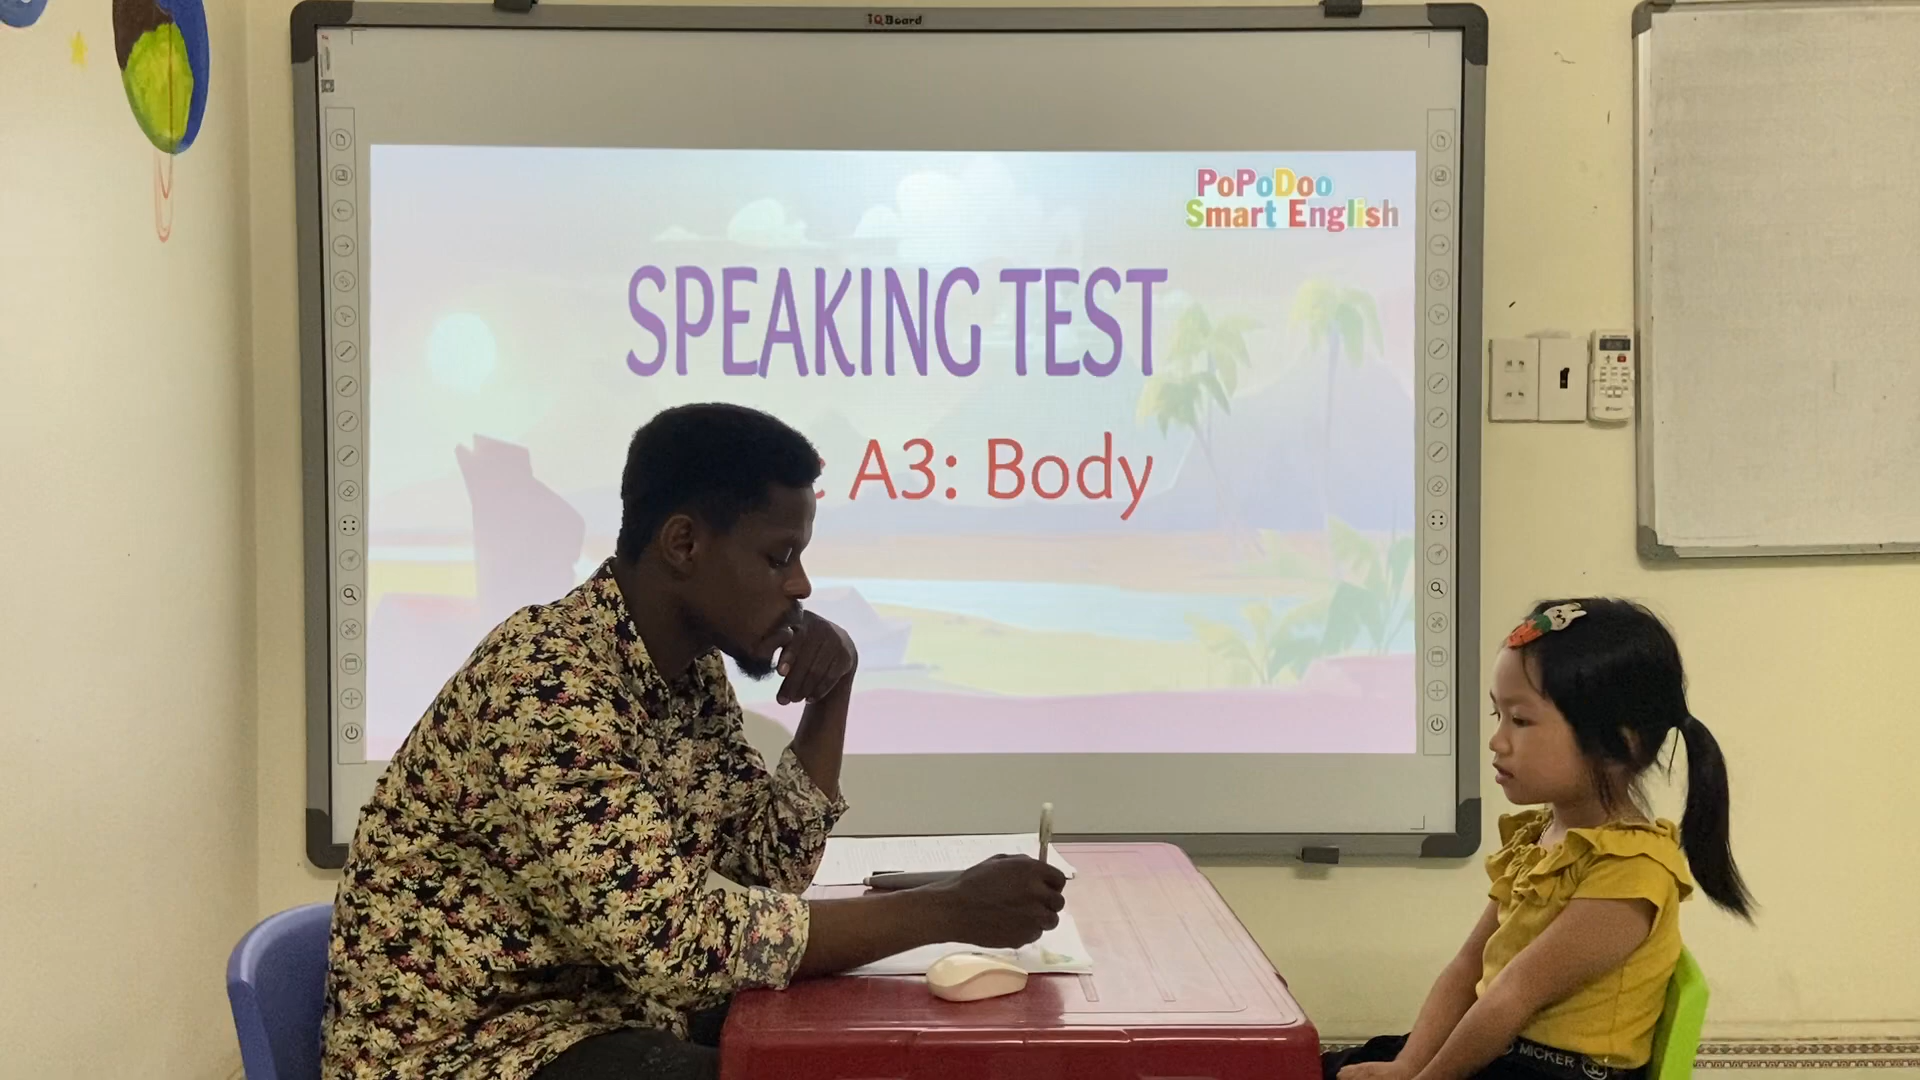 IQBoard
PoPoDoo
Smart English
SPEAKING TEST
A3: Body
MICKER